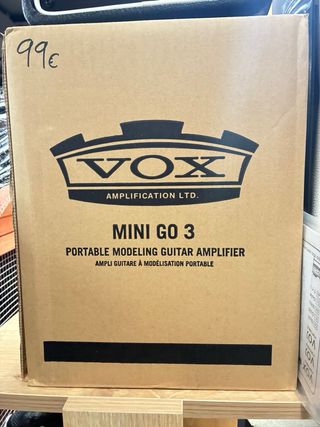 99€
VOX
AMPLIFICATION LTD.
MINI GO 3
PORTABLE MODELING GUITAR AMPLIFIER
AMPLI GUITARE À MODÉLISATION PORTABLE